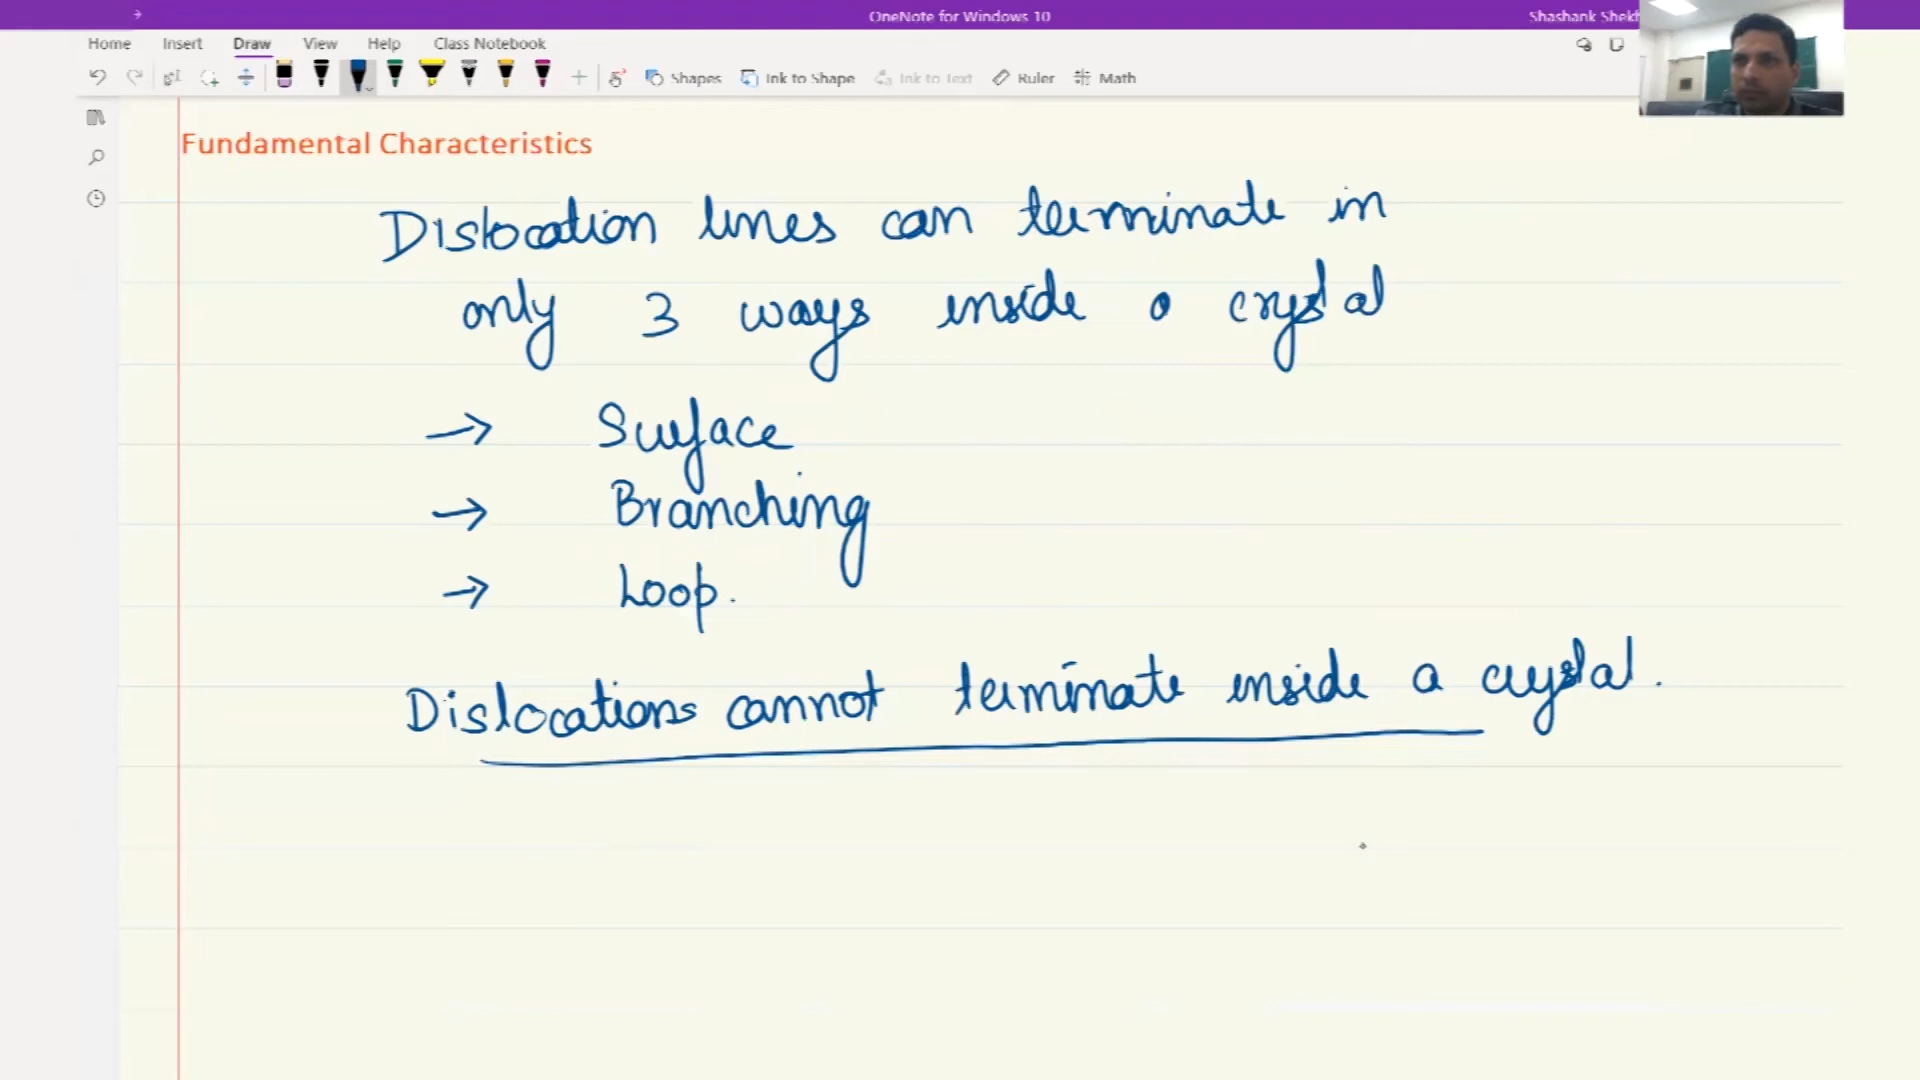 OneNote for Windows 10
Shashank Shekh
Home Insert Draw View Help Class Notebook
Shapes Ink to Shape Ink to Text Ruler Math
Fundamental Characteristics
Dislocation lines can terminate in
only 3 ways inside a crystal
→ Surface
→ Branching
→ Loop.
Dislocations cannot terminate inside a crystal.